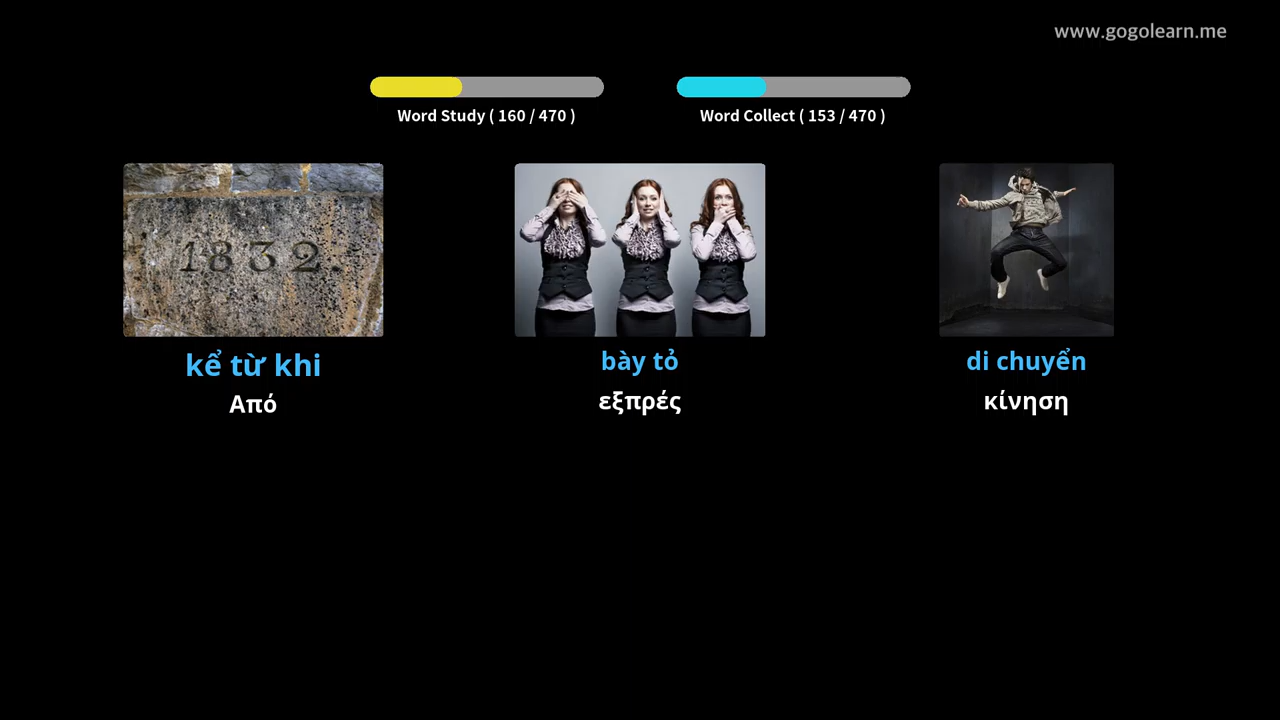 www.gogolearn.me
Word Study ( 160 / 470 )
Word Collect ( 153 / 470 )
1832
kể từ khi
Από
bày tỏ
εξπρές
di chuyển
κίνηση